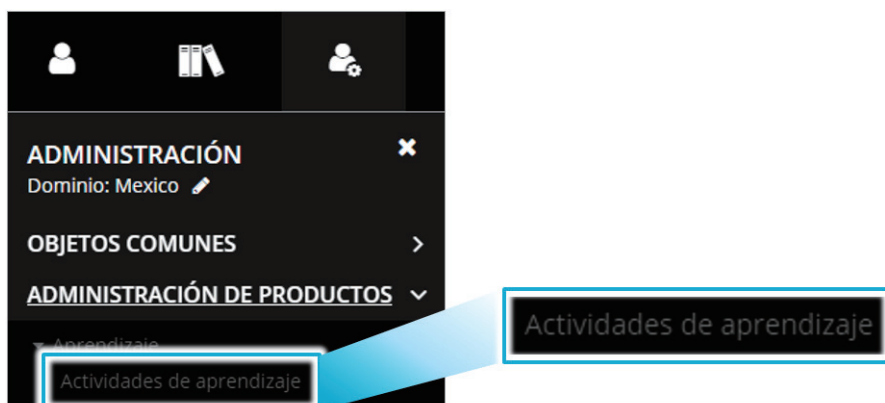 ADMINISTRACIÓN
Dominio: Mexico
OBJETOS COMUNES
ADMINISTRACIÓN DE PRODUCTOS
Aprendizaje
Actividades de aprendizaje
Actividades de aprendizaje